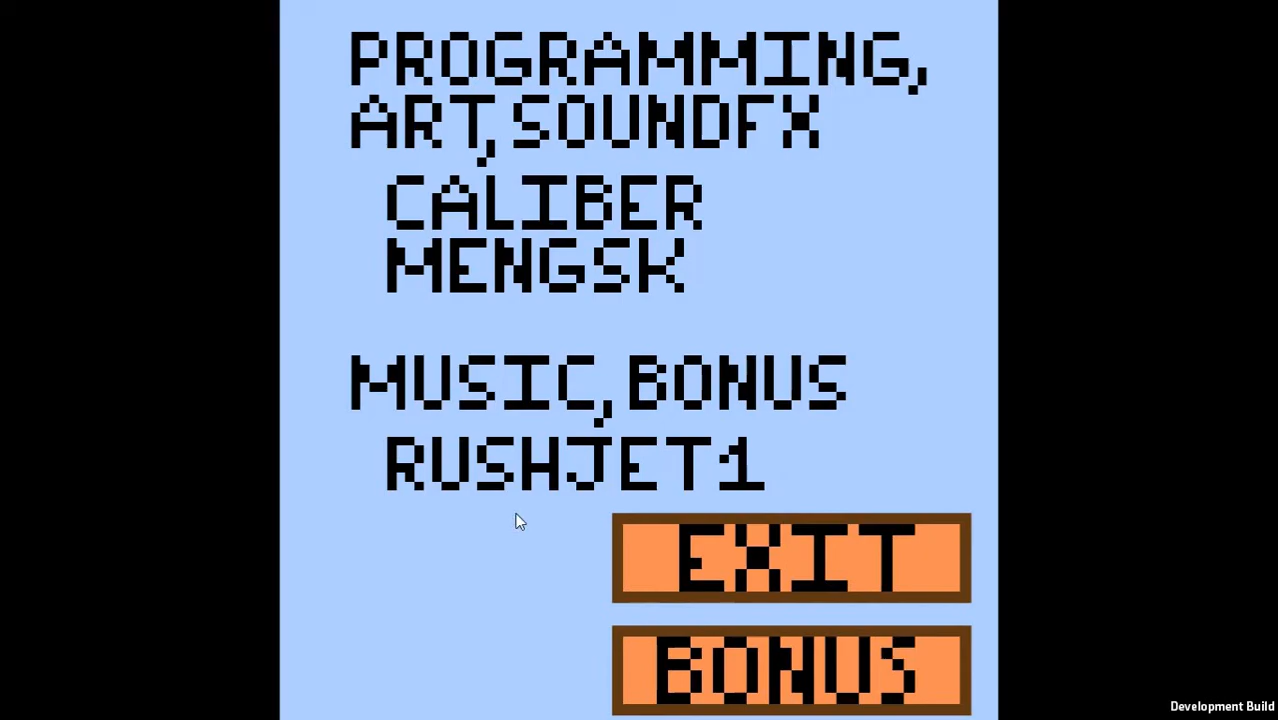 PROGRAMMING,
ART,SOUNDFX
CALIBER
MENGSK
MUSIC,BONUS
RUSHJET1
EXIT
BONUS
Development Build